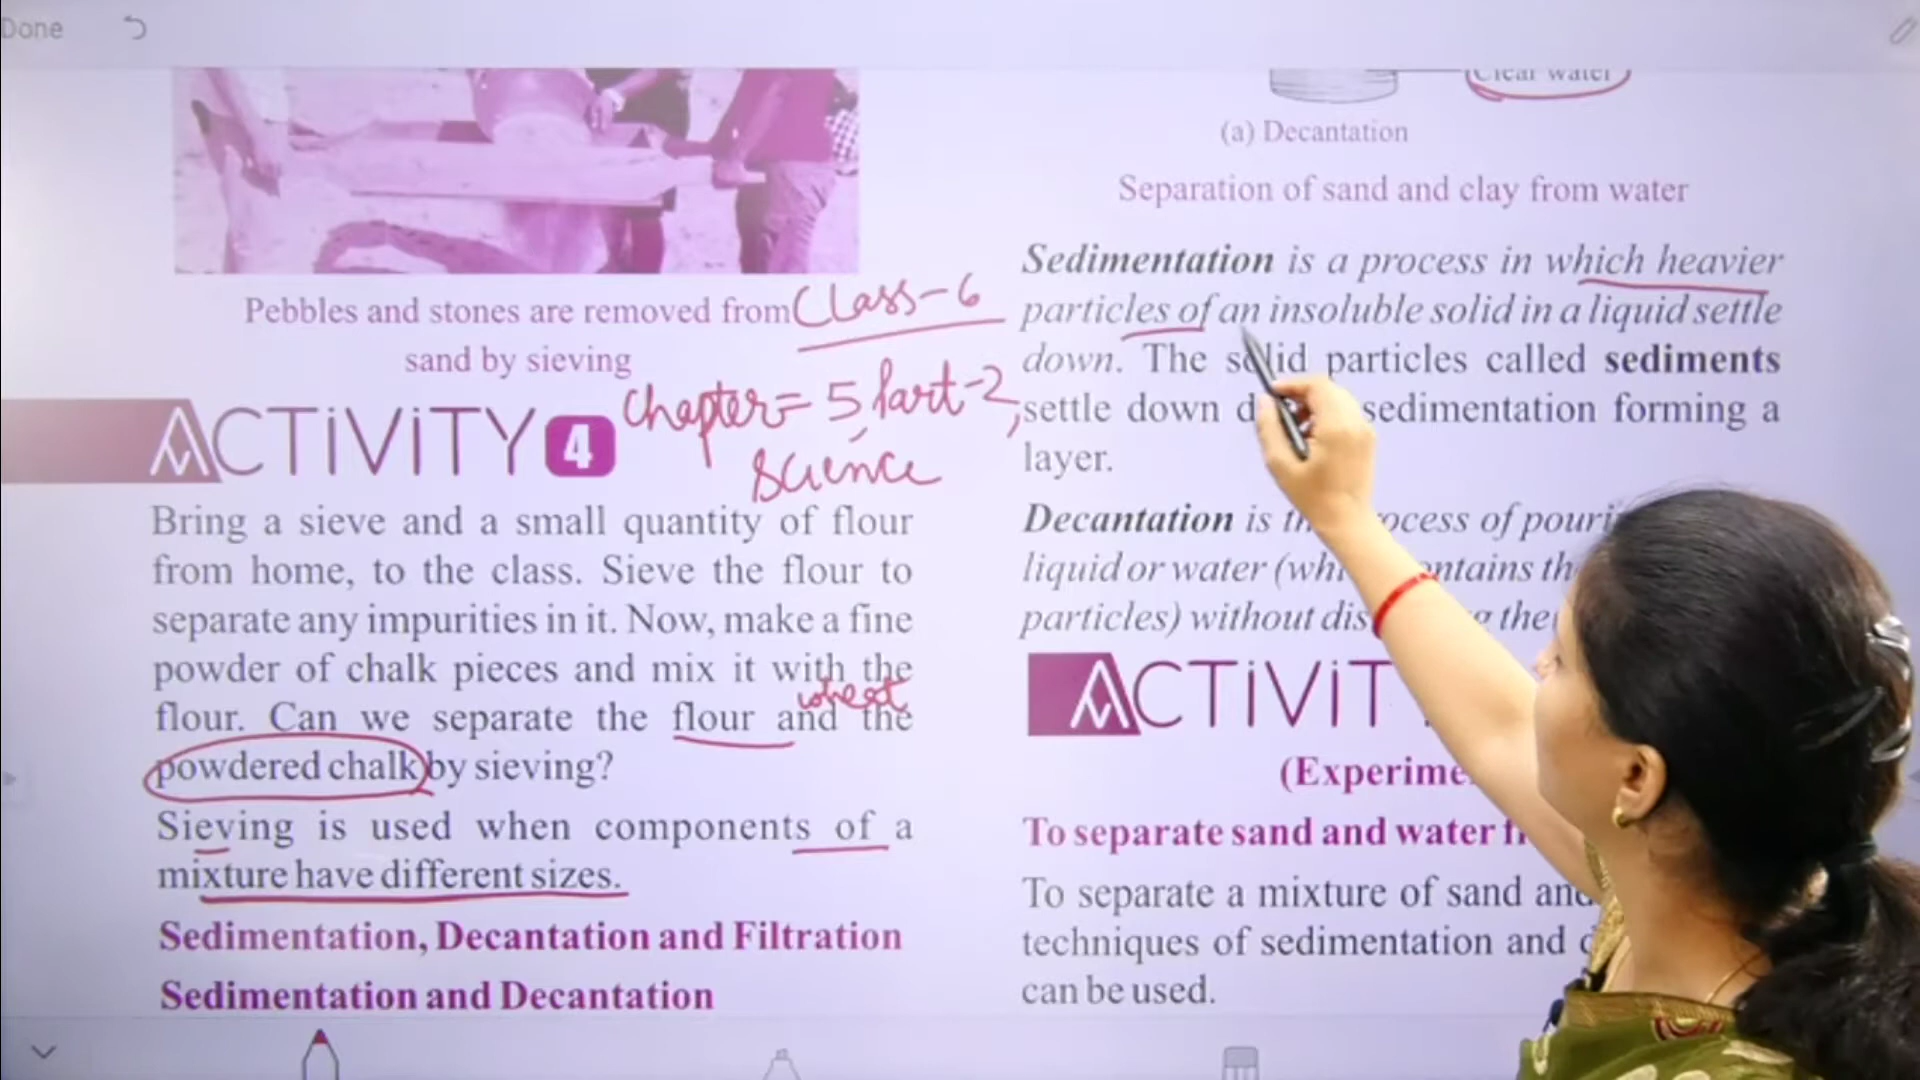 Done
Pebbles and stones are removed from
sand by sieving
Class-6
Chapter = 5, Part-2,
Science
ACTiViTY 4
Bring a sieve and a small quantity of flour
from home, to the class. Sieve the flour to
separate any impurities in it. Now, make a fine
powder of chalk pieces and mix it with the
wheat
flour. Can we separate the flour and the
powdered chalk by sieving?
Sieving is used when components of a
mixture have different sizes.
Sedimentation, Decantation and Filtration
Sedimentation and Decantation
Clear water
(a) Decantation
Separation of sand and clay from water
Sedimentation is a process in which heavier
particles of an insoluble solid in a liquid settle
down. The solid particles called sediments
settle down sedimentation forming a
layer.
Decantation is process of
liquid or water
particles) without
ACTiViT
To separate sand and water
To separate a mixture of sand and
techniques of sedimentation and
can be used.